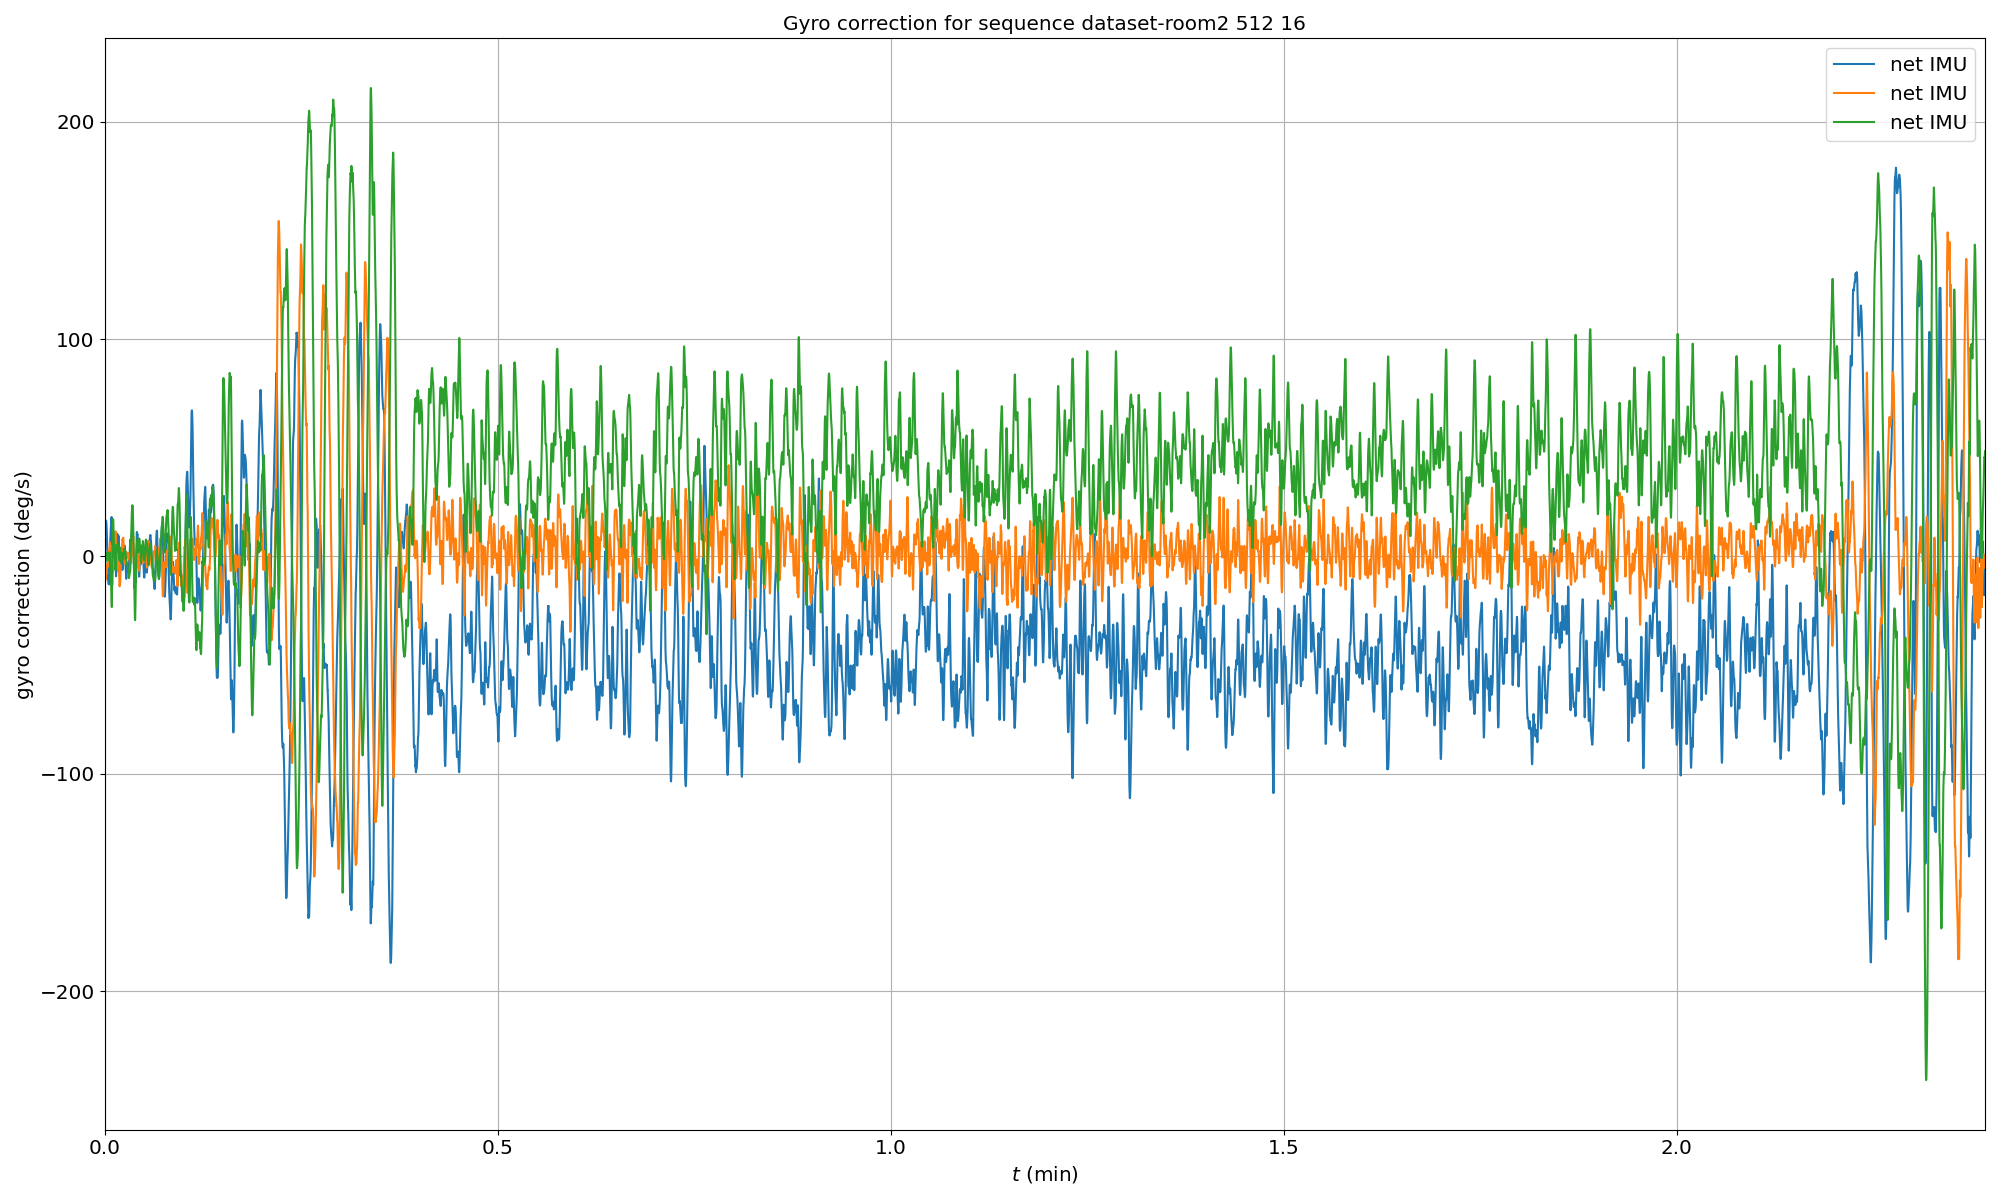 Gyro correction for sequence dataset-room2 512 16
net IMU
net IMU
net IMU
gyro correction (deg/s)
200
100
0
−100
−200
0.0 0.5 1.0 1.5 2.0
t (min)